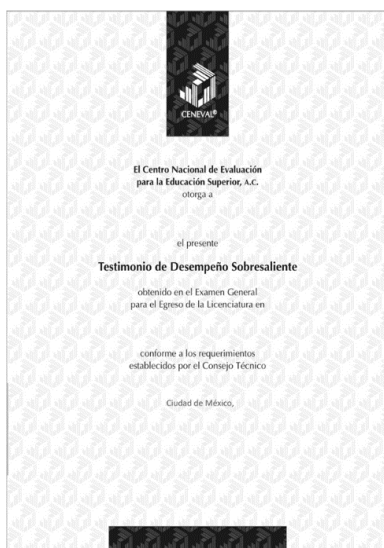 CENEVAL®
El Centro Nacional de Evaluación
para la Educación Superior, A.C.
otorga a
el presente
Testimonio de Desempeño Sobresaliente
obtenido en el Examen General
para el Egreso de la Licenciatura en
conforme a los requerimientos
establecidos por el Consejo Técnico
Ciudad de México,